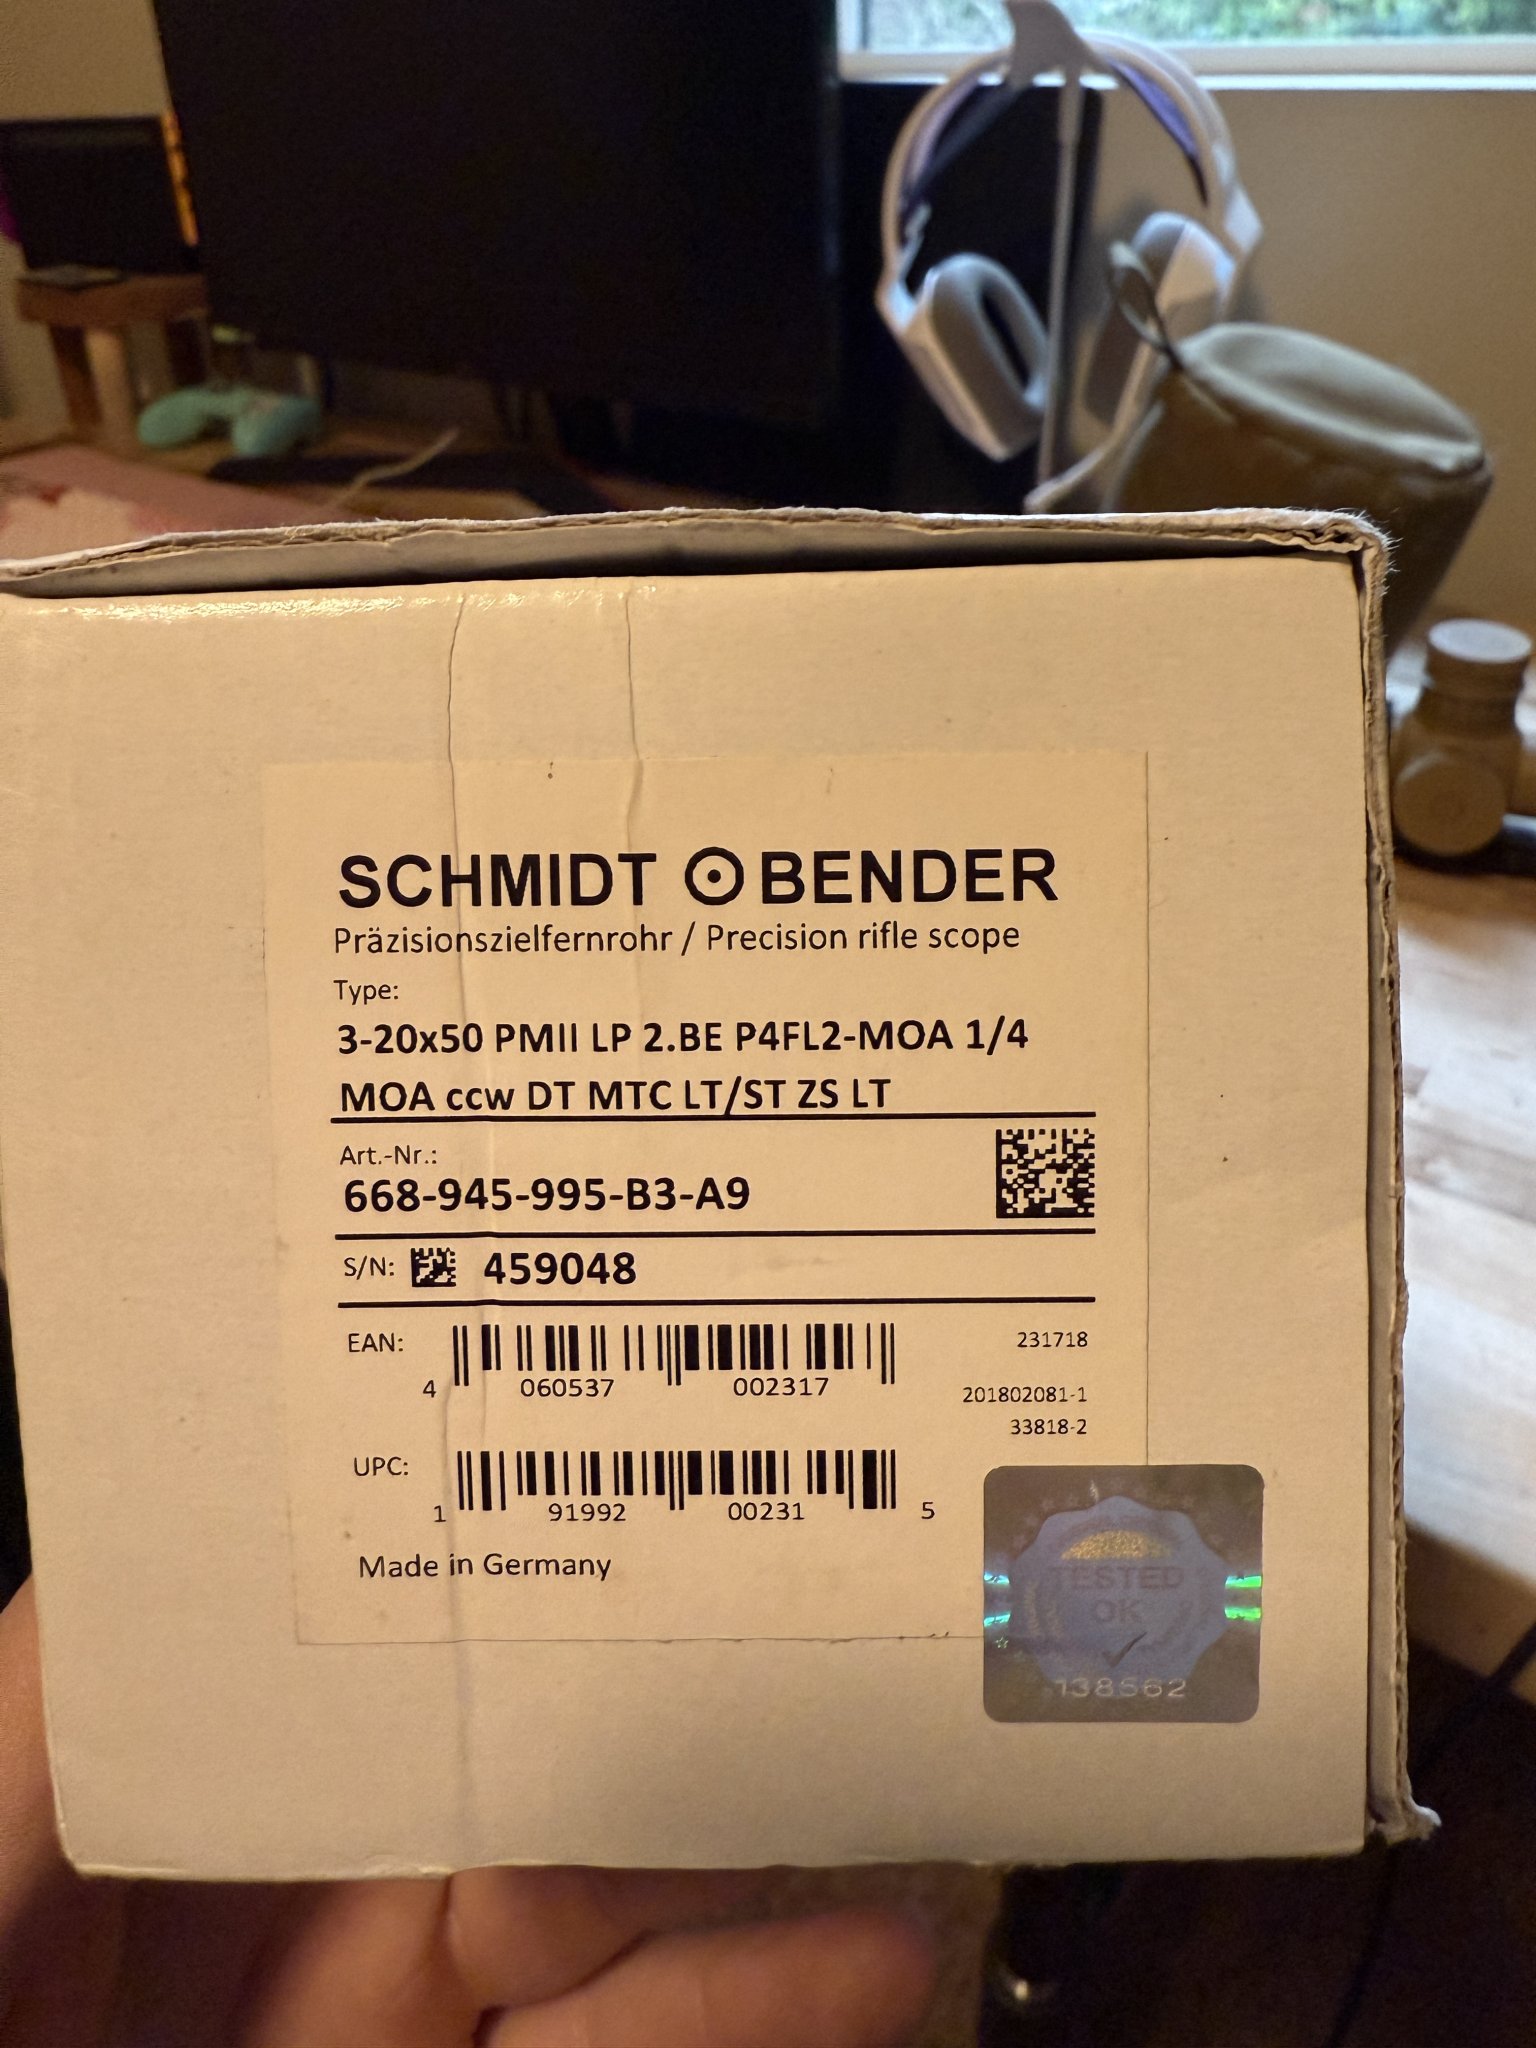 SCHMIDT BENDER
Präzisionszielfernrohr / Precision rifle scope
Type:
3-20x50 PMII LP 2.BE P4FL2-MOA 1/4
MOA ccw DT MTC LT/ST ZS LT
Art.-Nr.:
668-945-995-B3-A9
S/N: 459048
EAN:
4 060537 002317
231718
201802081-1
33818-2
UPC:
1 91992 00231 5
Made in Germany
TESTED
OK
138662